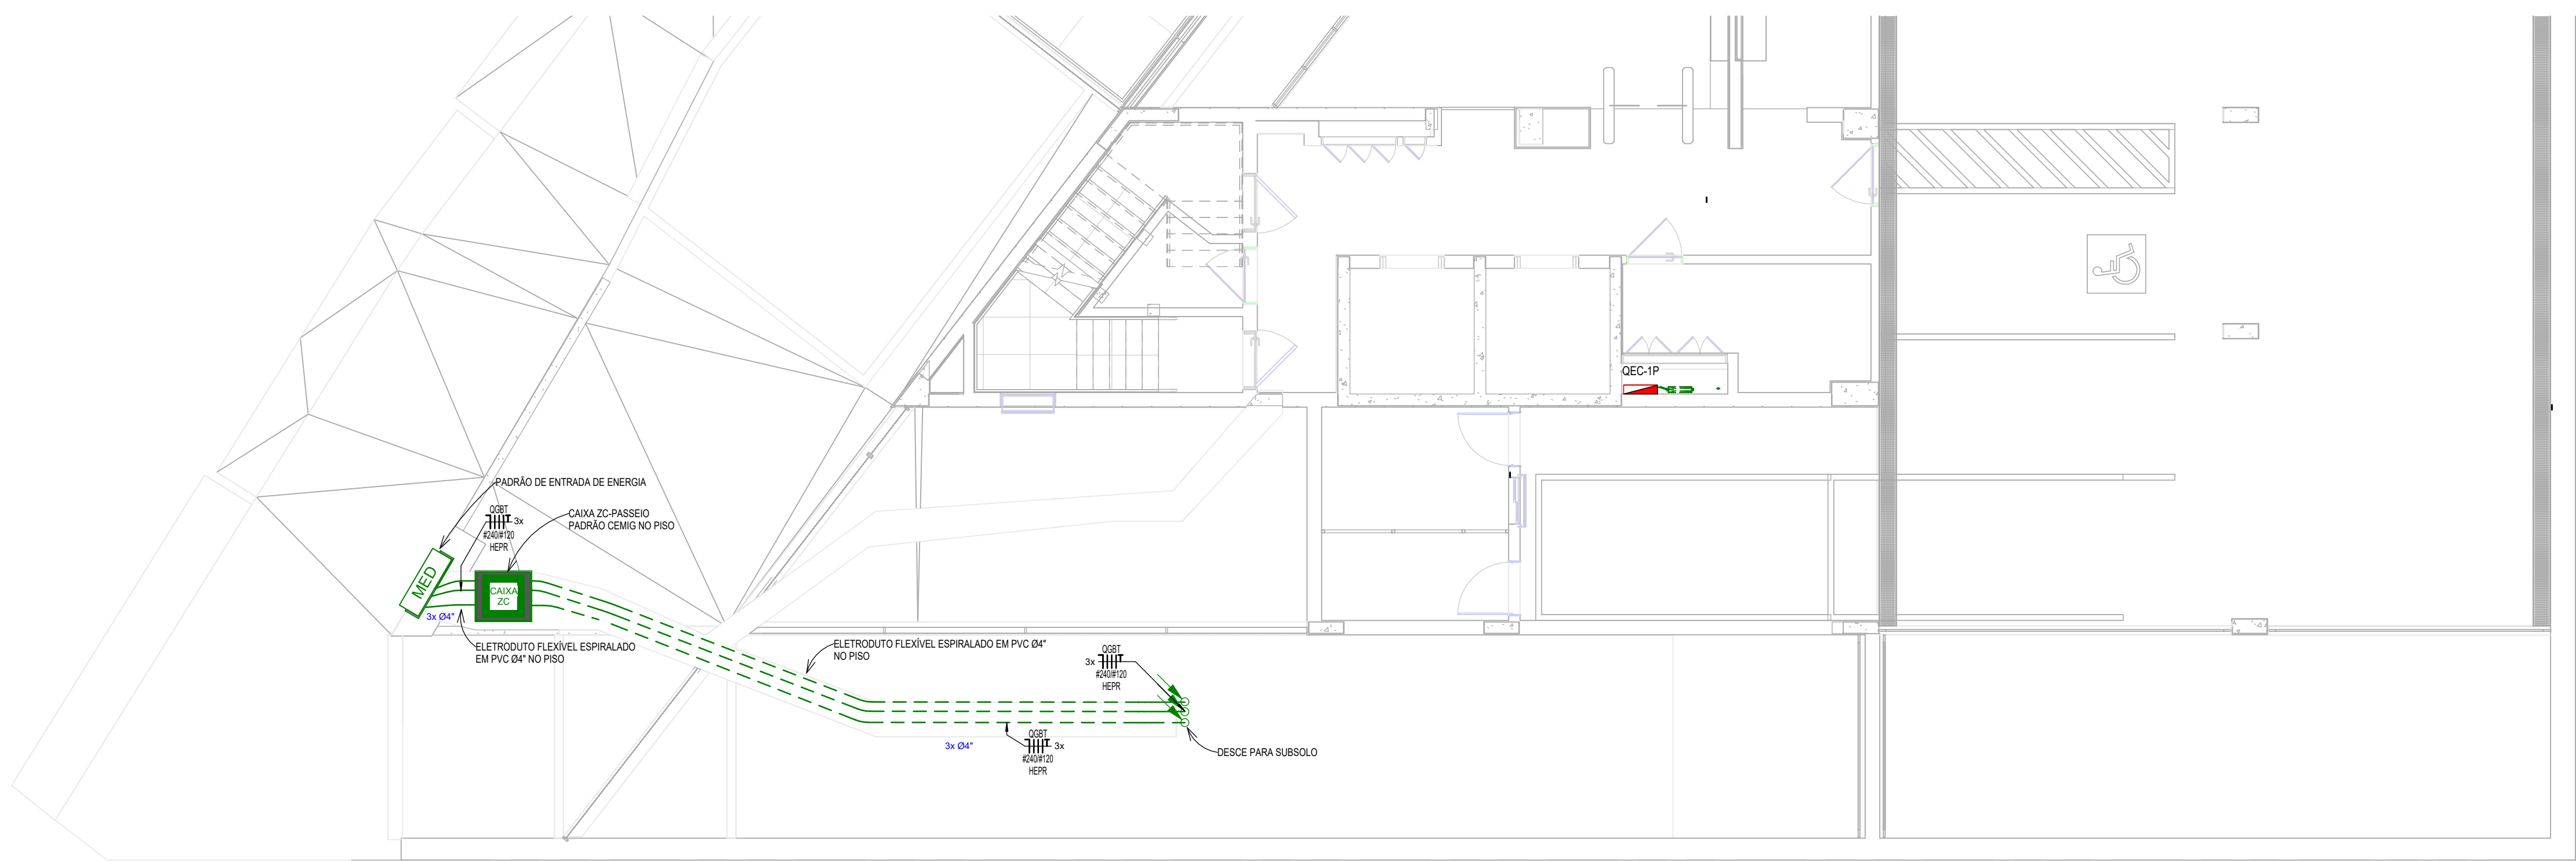 QEC-1P
PADRÃO DE ENTRADA DE ENERGIA
QGBT
3x
#240/#120
HEPR
CAIXA ZC-PASSEIO
PADRÃO CEMIG NO PISO
MED
CAIXA
ZC
3x Ø4"
ELETRODUTO FLEXÍVEL ESPIRALADO
EM PVC Ø4" NO PISO
ELETRODUTO FLEXÍVEL ESPIRALADO EM PVC Ø4"
NO PISO
QGBT
3x
#240/#120
HEPR
3x Ø4"
QGBT
3x
#240/#120
HEPR
DESCE PARA SUBSOLO